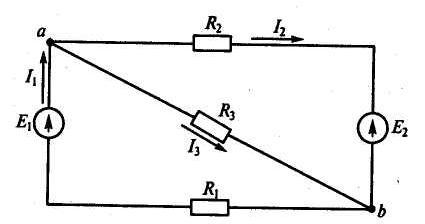 a
R₂
I₂
I₁
E₁
R₃
I₃
E₂
R₁
b